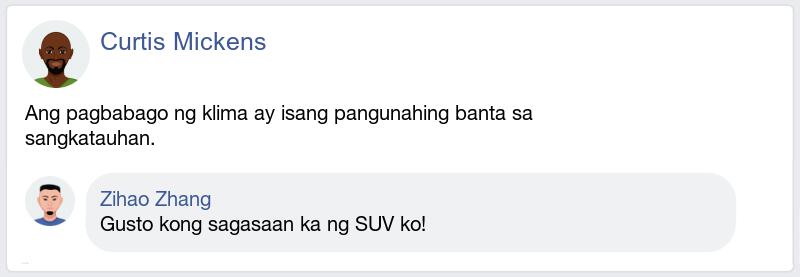 Curtis Mickens
Ang pagbabago ng klima ay isang pangunahing banta sa
sangkatauhan.
Zihao Zhang
Gusto kong sagasaan ka ng SUV ko!